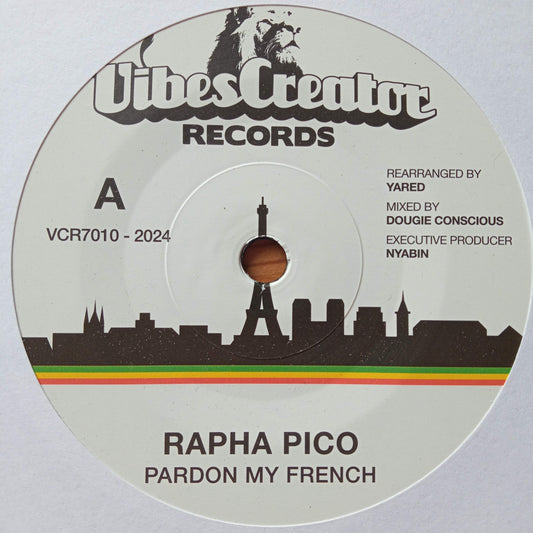 VibesCreator
RECORDS
A
VCR7010 - 2024
REARRANGED BY
YARED
MIXED BY
DOUGIE CONSCIOUS
EXECUTIVE PRODUCER
NYABIN
RAPHA PICO
PARDON MY FRENCH